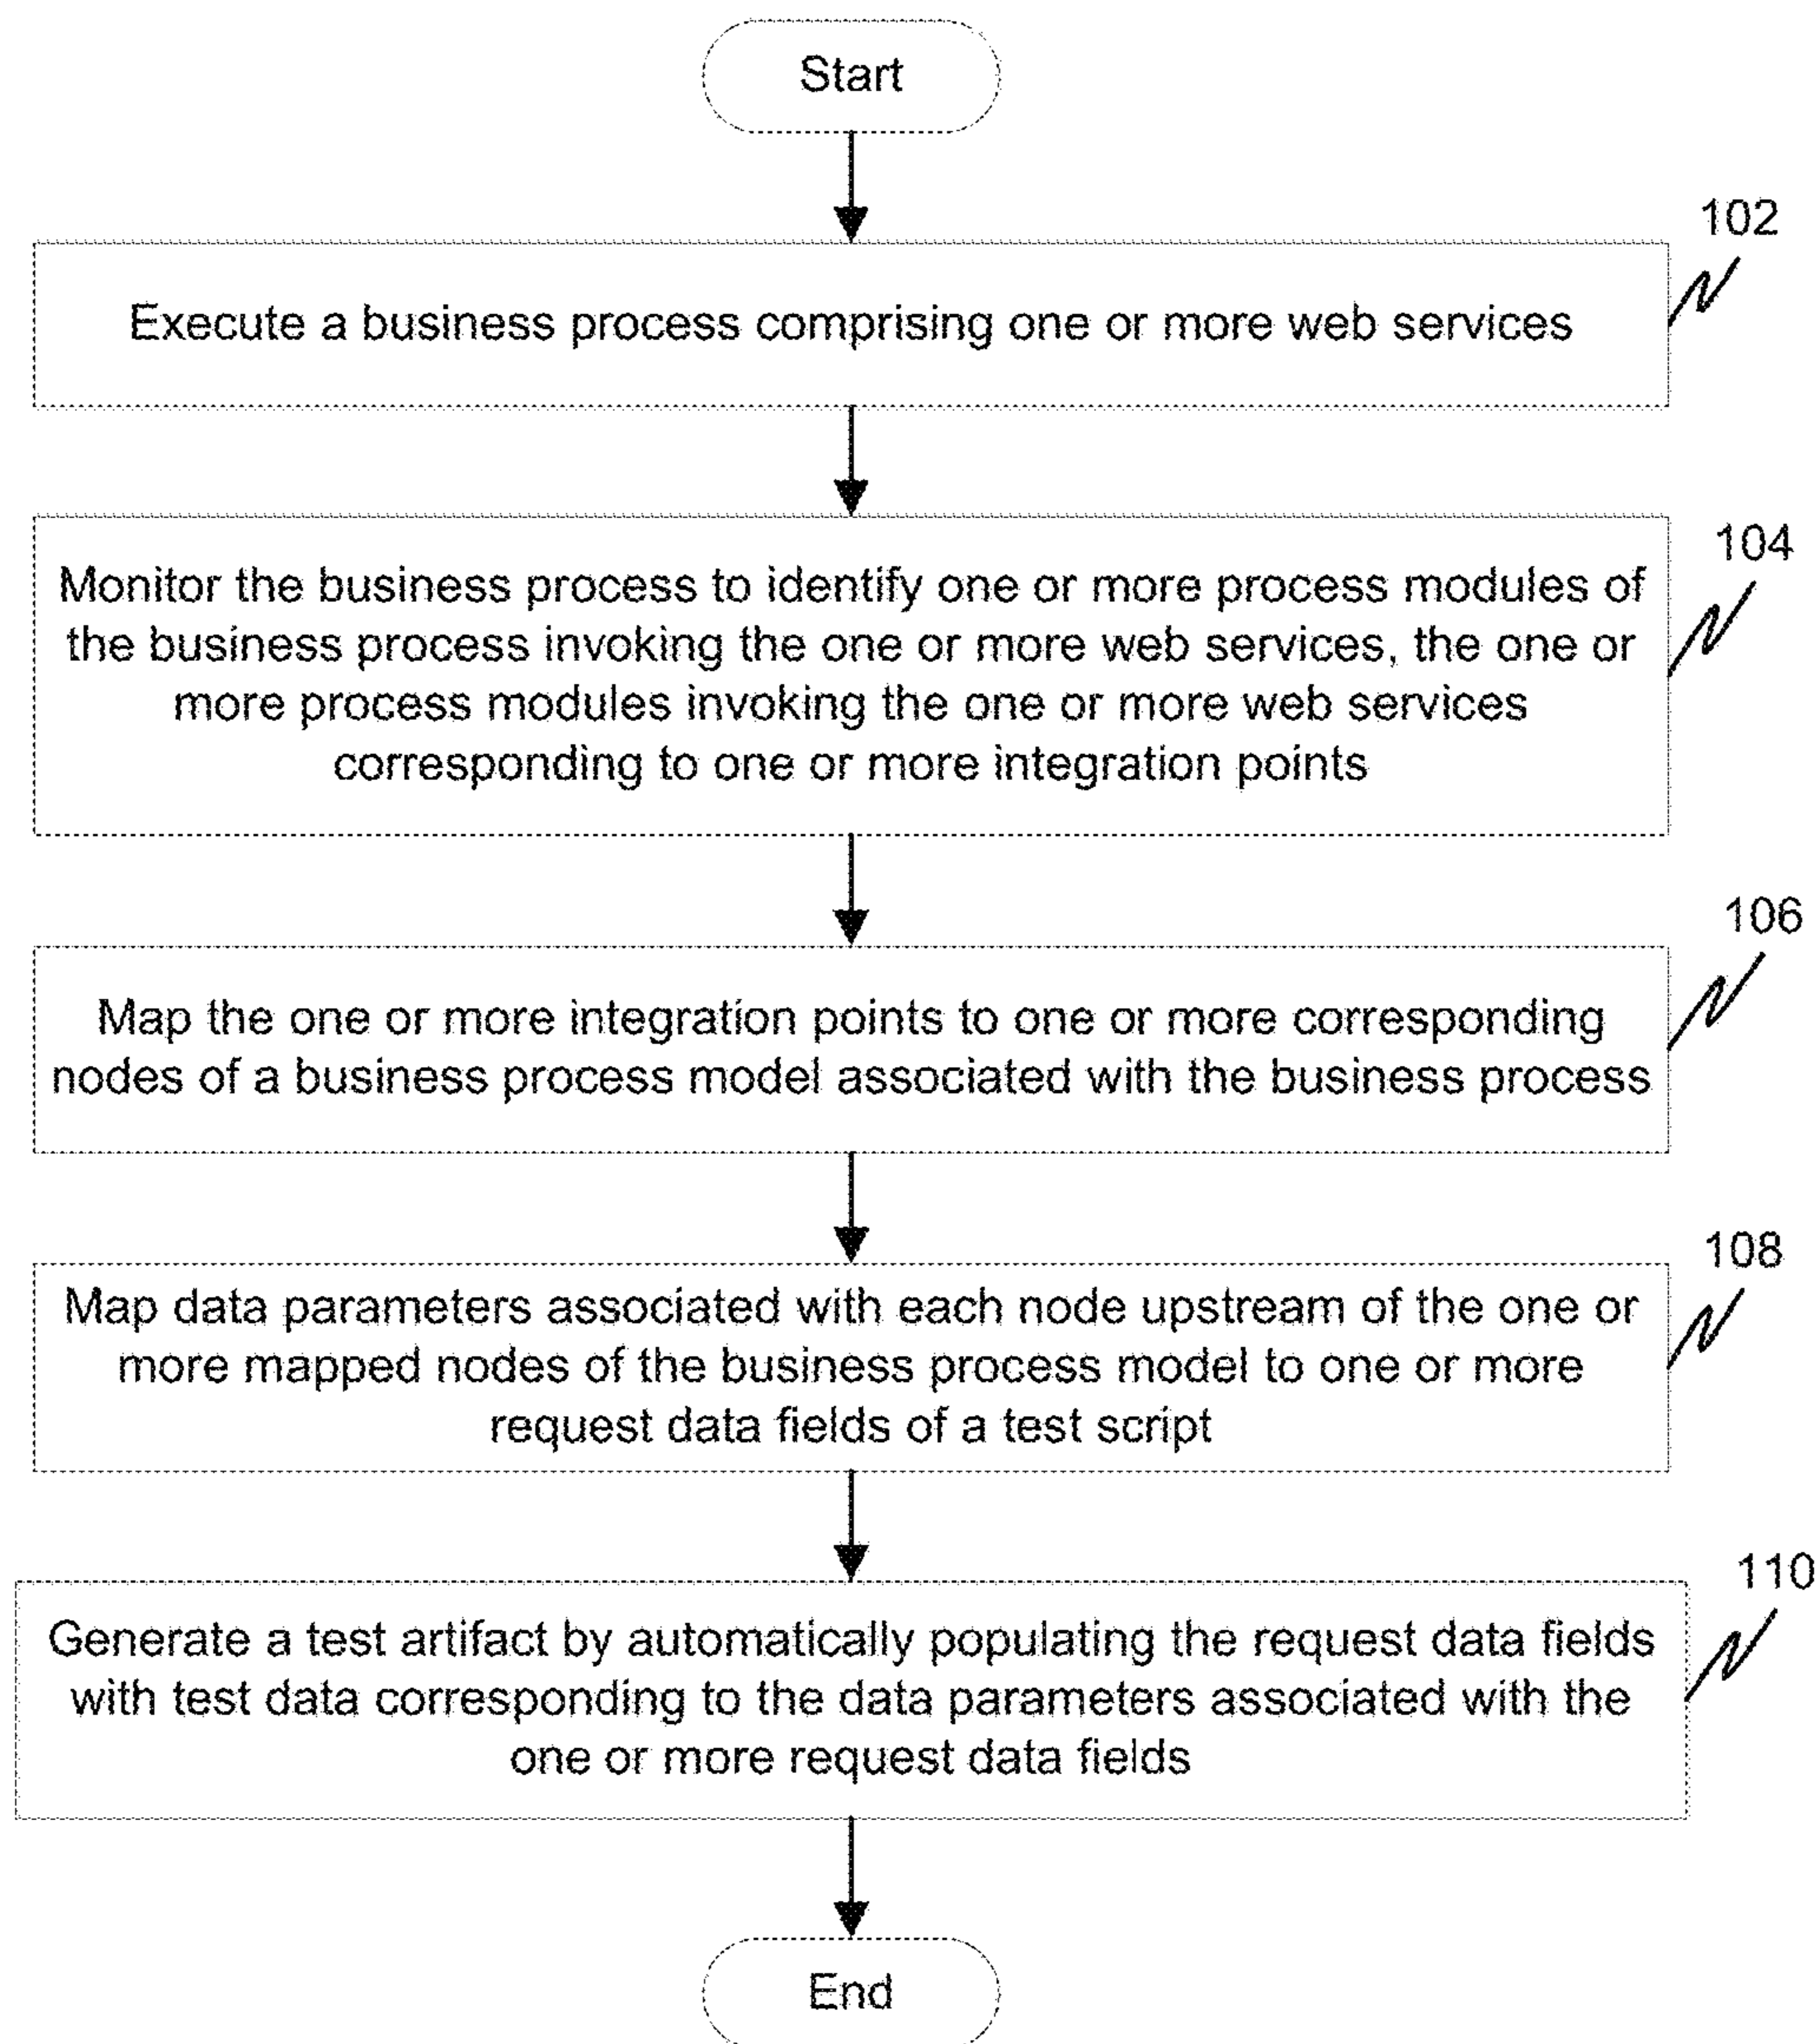 Start
102
Execute a business process comprising one or more web services
104
Monitor the business process to identify one or more process modules of
the business process invoking the one or more web services, the one or
more process modules invoking the one or more web services
corresponding to one or more integration points
106
Map the one or more integration points to one or more corresponding
nodes of a business process model associated with the business process
108
Map data parameters associated with each node upstream of the one or
more mapped nodes of the business process model to one or more
request data fields of a test script
110
Generate a test artifact by automatically populating the request data fields
with test data corresponding to the data parameters associated with the
one or more request data fields
End